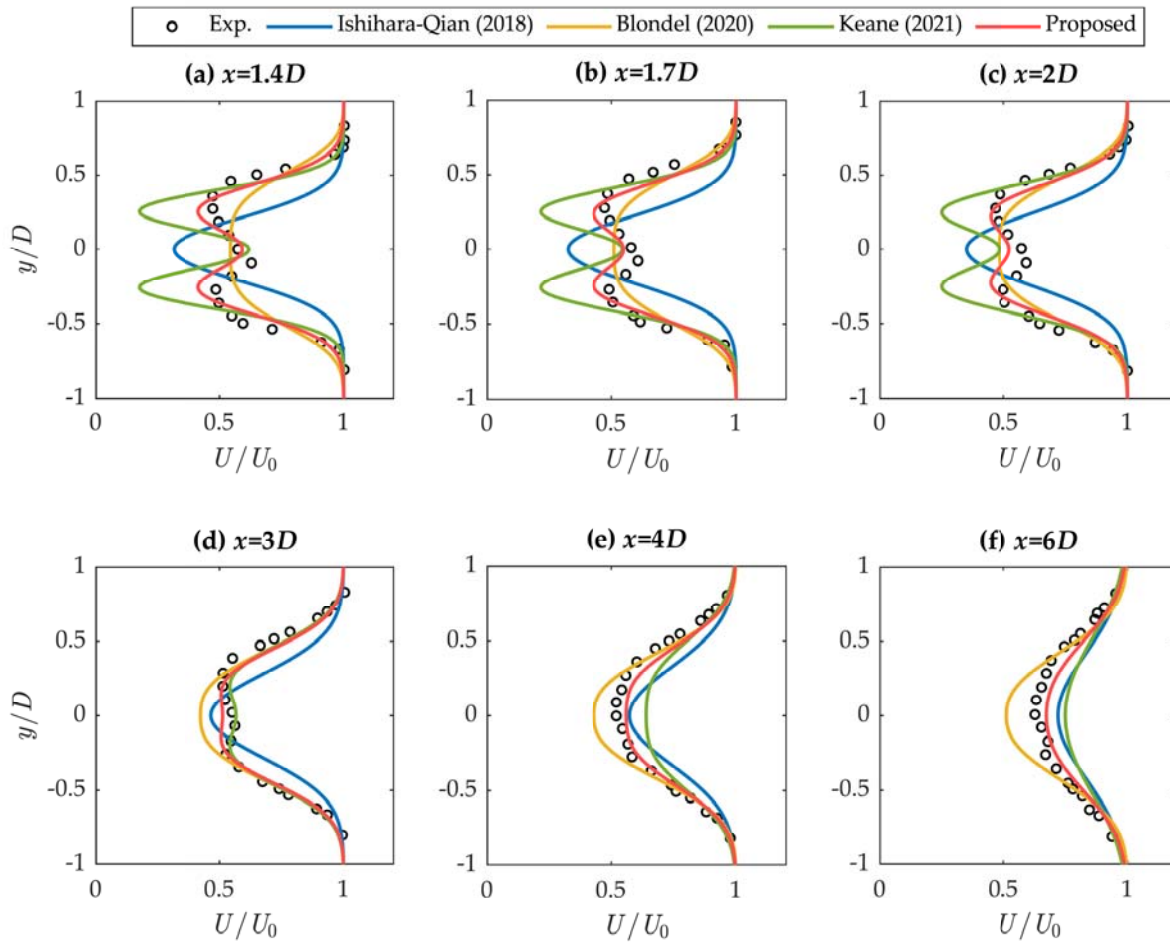 Exp. Ishihara-Qian (2018) Blondel (2020) Keane (2021) Proposed
(a) x=1.4D (b) x=1.7D (c) x=2D
1 1 1
0.5 0.5 0.5
y/D 0 0 0
-0.5 -0.5 -0.5
-1 -1 -1
0 0.5 1 0 0.5 1 0 0.5 1
U/U₀ U/U₀ U/U₀
(d) x=3D (e) x=4D (f) x=6D
1 1 1
0.5 0.5 0.5
y/D 0 0 0
-0.5 -0.5 -0.5
-1 -1 -1
0 0.5 1 0 0.5 1 0 0.5 1
U/U₀ U/U₀ U/U₀